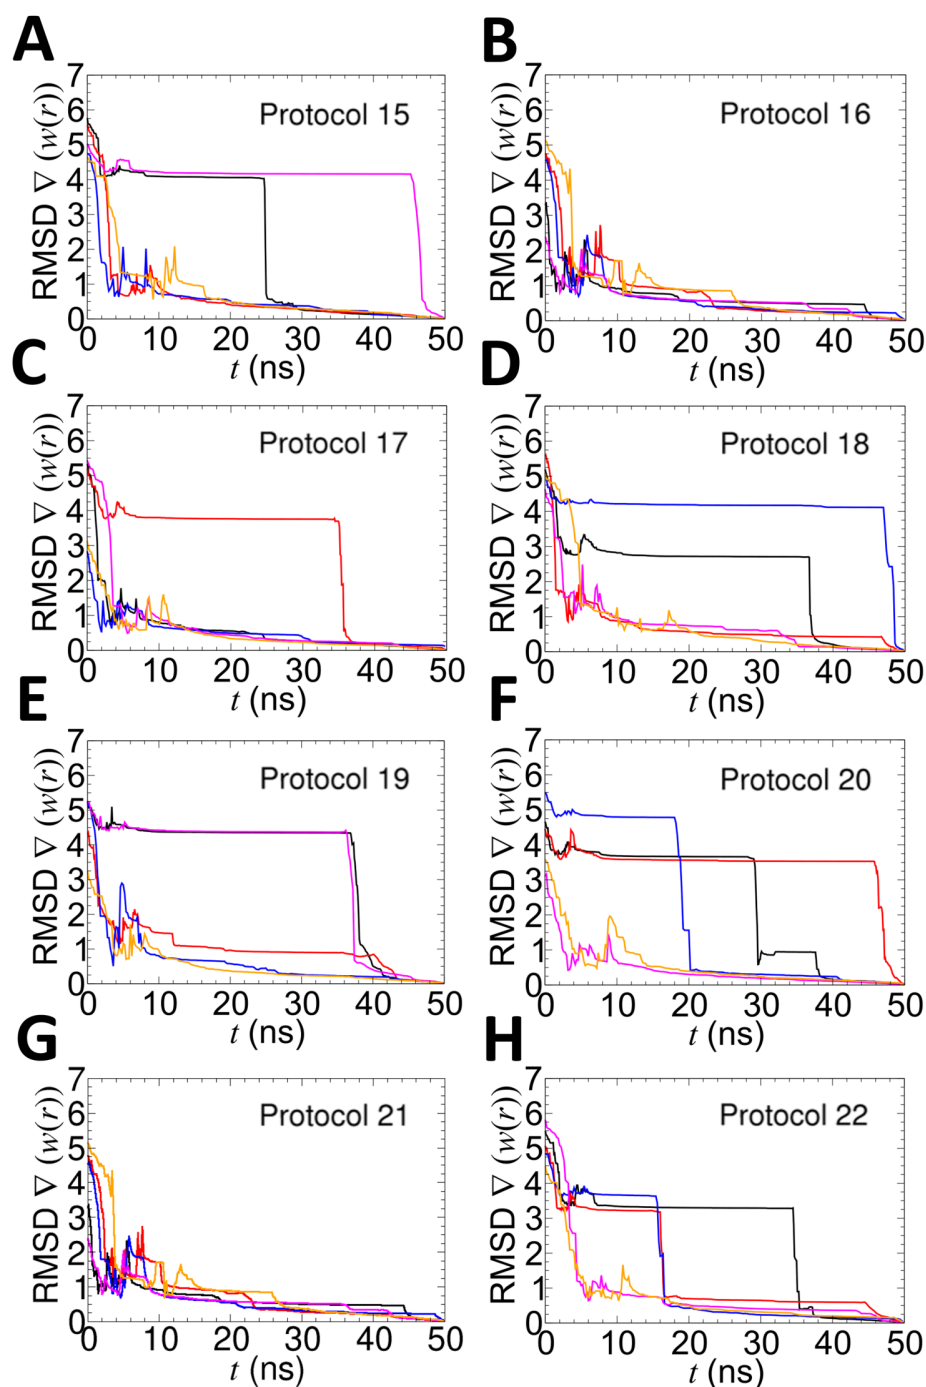 A
B
RMSD ∇ (w(r))
7
6
5
4
3
2
1
0
Protocol 15
0 10 20 30 40 50
t (ns)
RMSD ∇ (w(r))
7
6
5
4
3
2
1
0
Protocol 16
0 10 20 30 40 50
t (ns)
C
D
RMSD ∇ (w(r))
7
6
5
4
3
2
1
0
Protocol 17
0 10 20 30 40 50
t (ns)
RMSD ∇ (w(r))
7
6
5
4
3
2
1
0
Protocol 18
0 10 20 30 40 50
t (ns)
E
F
RMSD ∇ (w(r))
7
6
5
4
3
2
1
0
Protocol 19
0 10 20 30 40 50
t (ns)
RMSD ∇ (w(r))
7
6
5
4
3
2
1
0
Protocol 20
0 10 20 30 40 50
t (ns)
G
H
RMSD ∇ (w(r))
7
6
5
4
3
2
1
0
Protocol 21
0 10 20 30 40 50
t (ns)
RMSD ∇ (w(r))
7
6
5
4
3
2
1
0
Protocol 22
0 10 20 30 40 50
t (ns)